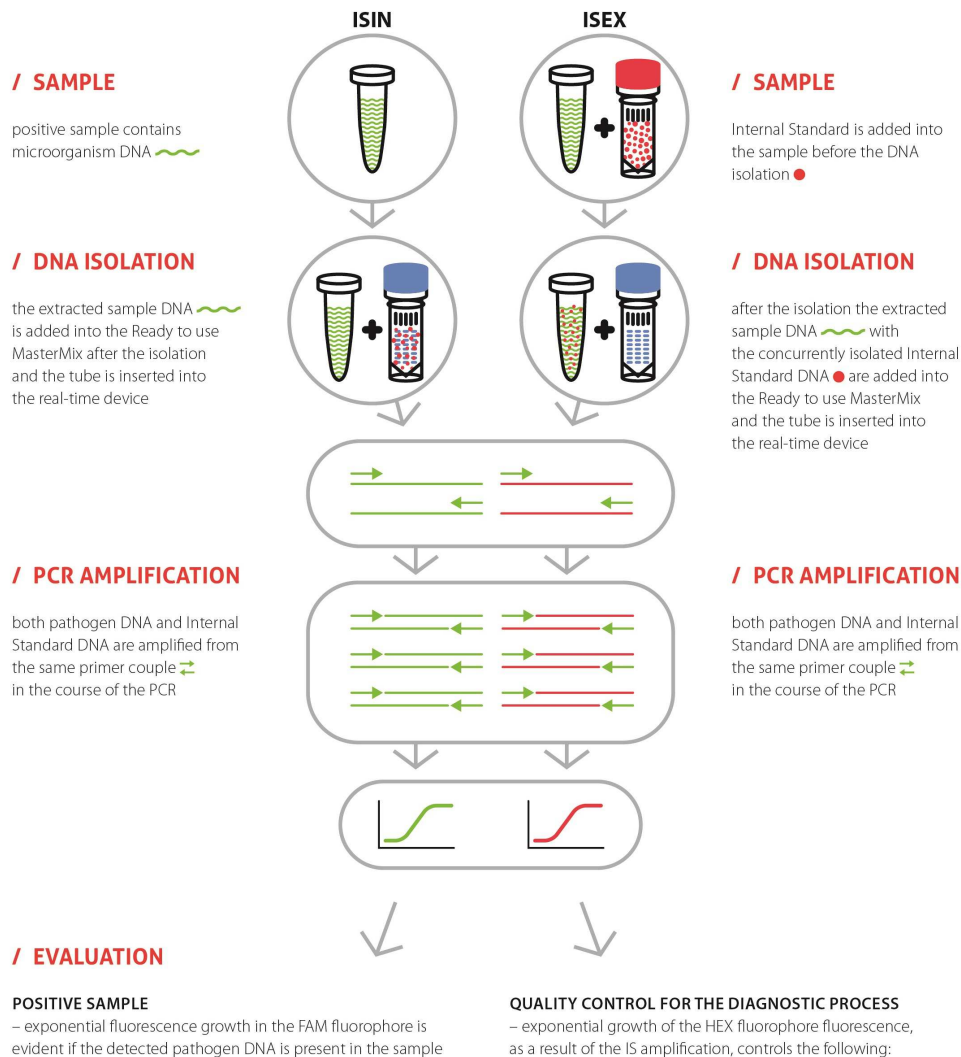 ISIN
ISEX
/ SAMPLE
positive sample contains
microorganism DNA
/ SAMPLE
Internal Standard is added into
the sample before the DNA
isolation
/ DNA ISOLATION
the extracted sample DNA
is added into the Ready to use
MasterMix after the isolation
and the tube is inserted into
the real-time device
/ DNA ISOLATION
after the isolation the extracted
sample DNA with
the concurrently isolated Internal
Standard DNA are added into
the Ready to use MasterMix
and the tube is inserted into
the real-time device
/ PCR AMPLIFICATION
both pathogen DNA and Internal
Standard DNA are amplified from
the same primer couple
in the course of the PCR
/ PCR AMPLIFICATION
both pathogen DNA and Internal
Standard DNA are amplified from
the same primer couple
in the course of the PCR
/ EVALUATION
POSITIVE SAMPLE
– exponential fluorescence growth in the FAM fluorophore is
evident if the detected pathogen DNA is present in the sample
QUALITY CONTROL FOR THE DIAGNOSTIC PROCESS
– exponential growth of the HEX fluorophore fluorescence,
as a result of the IS amplification, controls the following: